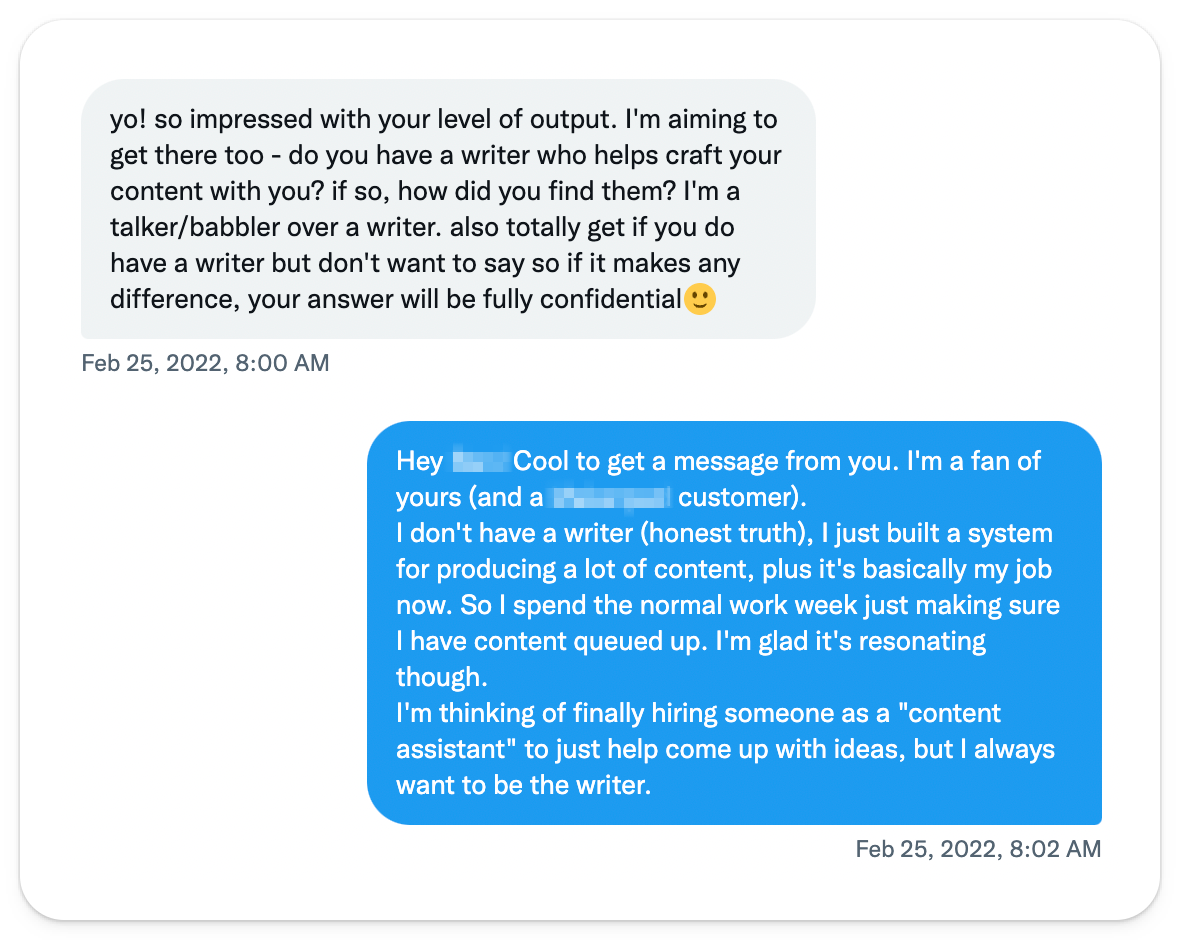 yo! so impressed with your level of output. I'm aiming to
get there too - do you have a writer who helps craft your
content with you? if so, how did you find them? I'm a
talker/babbler over a writer. also totally get if you do
have a writer but don't want to say so if it makes any
difference, your answer will be fully confidential🙂
Feb 25, 2022, 8:00 AM
Hey Cool to get a message from you. I'm a fan of
yours (and a customer).
I don't have a writer (honest truth), I just built a system
for producing a lot of content, plus it's basically my job
now. So I spend the normal work week just making sure
I have content queued up. I'm glad it's resonating
though.
I'm thinking of finally hiring someone as a "content
assistant" to just help come up with ideas, but I always
want to be the writer.
Feb 25, 2022, 8:02 AM